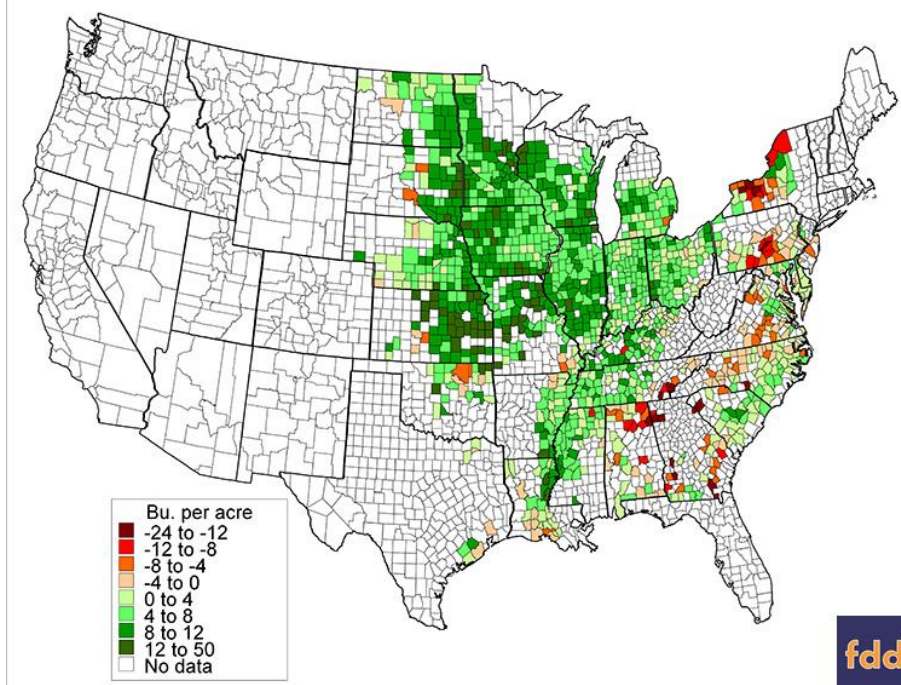 Bu. per acre
-24 to -12
-12 to -8
-8 to -4
-4 to 0
0 to 4
4 to 8
8 to 12
12 to 50
No data
fdd